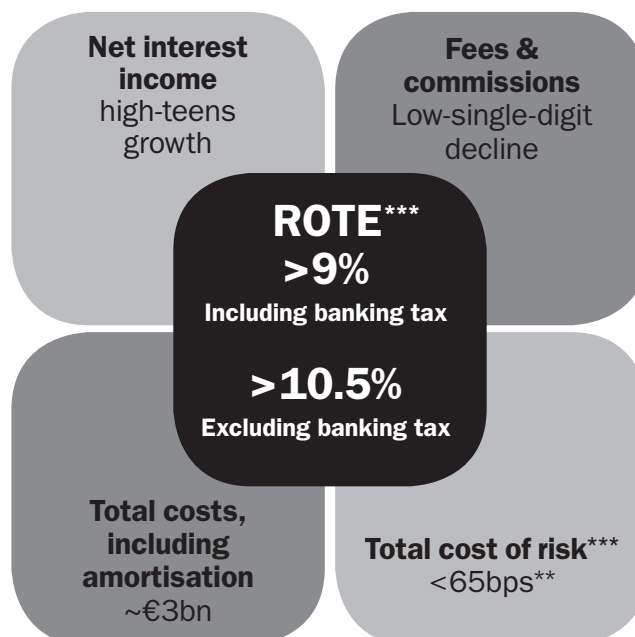 Net interest
income
high-teens
growth
Fees &
commissions
Low-single-digit
decline
ROTE***
>9%
Including banking tax
>10.5%
Excluding banking tax
Total costs,
including
amortisation
~€3bn
Total cost of risk***
<65bps**